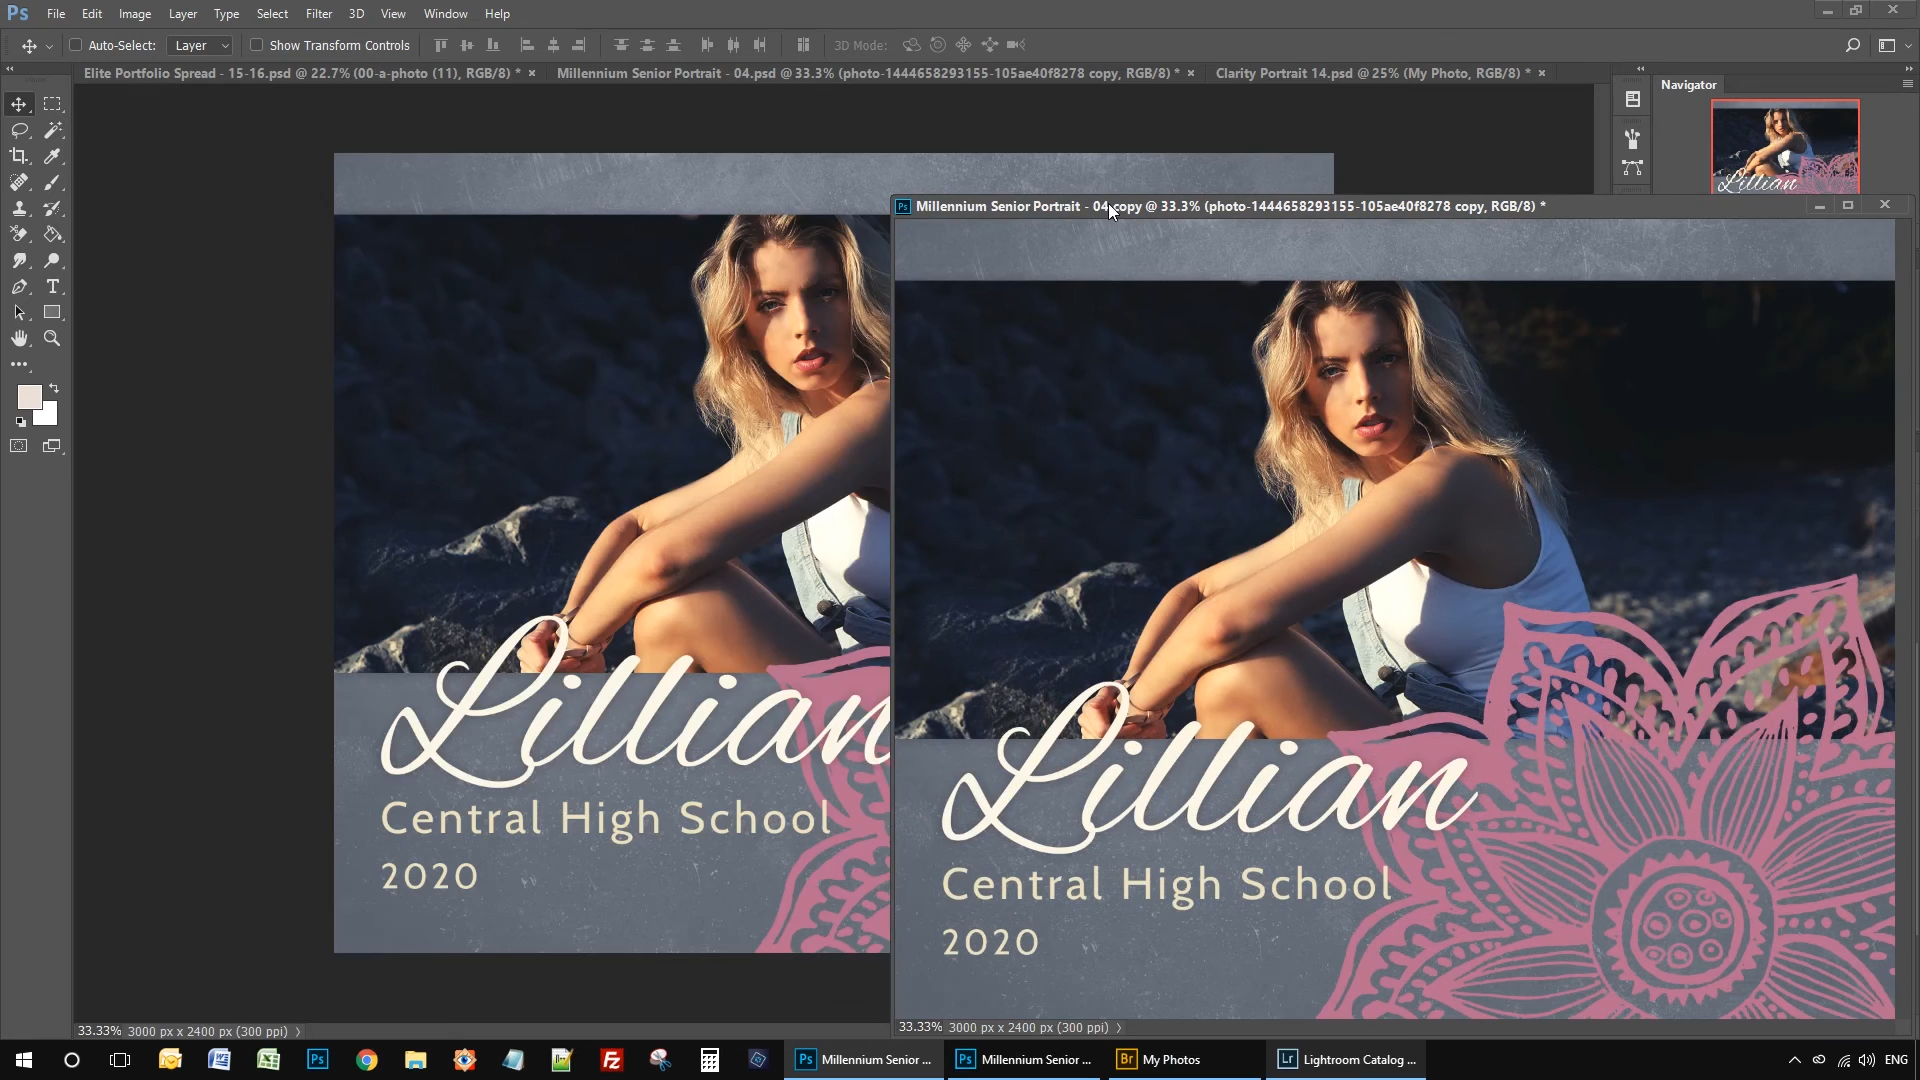 Ps File Edit Image Layer Type Select Filter 3D View Window Help
Auto-Select: Layer Show Transform Controls 3D Mode:
Elite Portfolio Spread - 15-16.psd @ 22.7% (00-a-photo (11), RGB/8) * × Millennium Senior Portrait - 04.psd @ 33.3% (photo-1444658293155-105ae40f8278 copy, RGB/8) * × Clarity Portrait 14.psd @ 25% (My Photo, RGB/8) * ×
Navigator
Lillian
Ps Millennium Senior Portrait - 04 copy @ 33.3% (photo-1444658293155-105ae40f8278 copy, RGB/8) *
Lillian
Central High School
2020
Lillian
Central High School
2020
33.33% 3000 px x 2400 px (300 ppi)
33.33% 3000 px x 2400 px (300 ppi)
Ps Ps Millennium Senior ... Ps Millennium Senior ... Br My Photos Lr Lightroom Catalog ... ENG